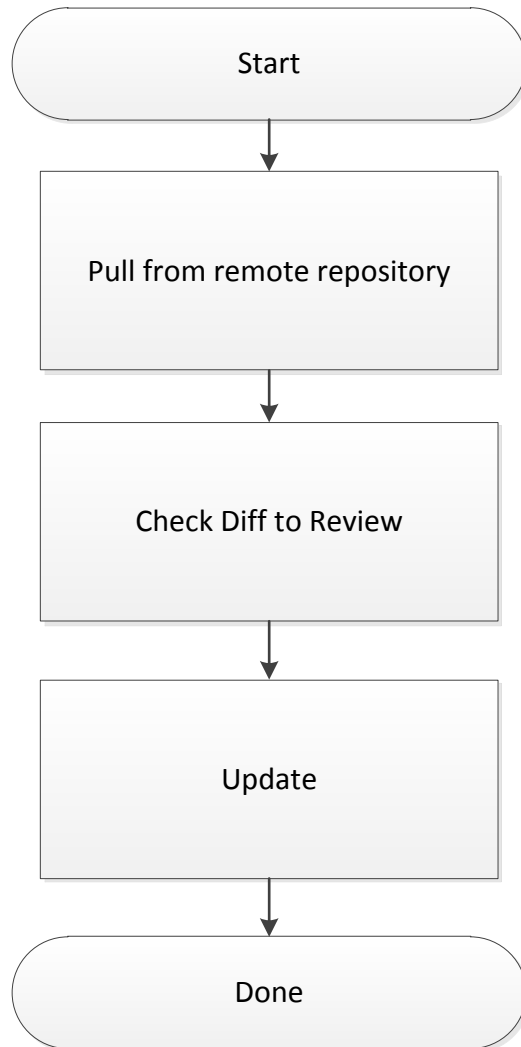 Start
Pull from remote repository
Check Diff to Review
Update
Done